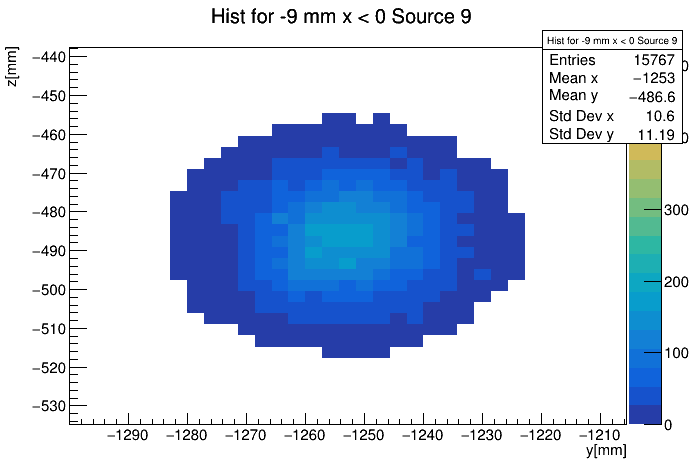 Hist for -9 mm x < 0 Source 9
z[mm]
Hist for -9 mm x < 0 Source 9
Entries 15767
Mean x −1253
Mean y −486.6
Std Dev x 10.6
Std Dev y 11.19
−440
−450
−460
−470
−480
−490
−500
−510
−520
−530
0
0
300
200
100
0
−1290 −1280 −1270 −1260 −1250 −1240 −1230 −1220 −1210
y[mm]